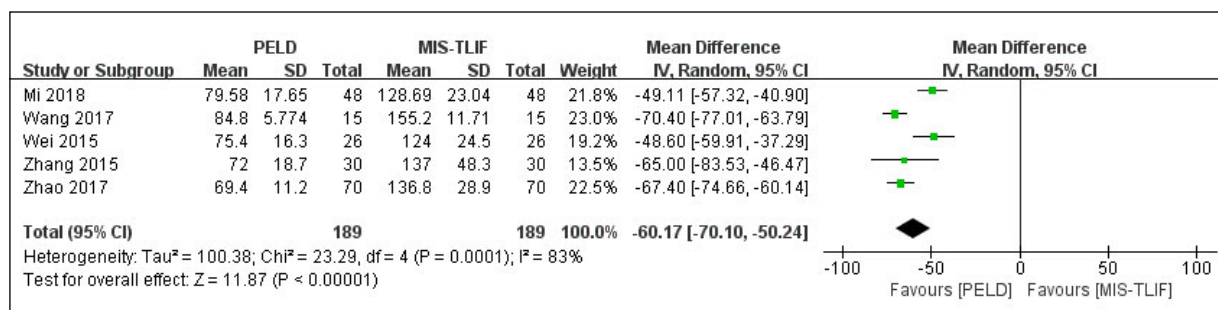 PELD MIS-TLIF Mean Difference Mean Difference
Study or Subgroup Mean SD Total Mean SD Total Weight IV, Random, 95% CI IV, Random, 95% CI
Mi 2018 79.58 17.65 48 128.69 23.04 48 21.8% -49.11 [-57.32, -40.90]
Wang 2017 84.8 5.774 15 155.2 11.71 15 23.0% -70.40 [-77.01, -63.79]
Wei 2015 75.4 16.3 26 124 24.5 26 19.2% -48.60 [-59.91, -37.29]
Zhang 2015 72 18.7 30 137 48.3 30 13.5% -65.00 [-83.53, -46.47]
Zhao 2017 69.4 11.2 70 136.8 28.9 70 22.5% -67.40 [-74.66, -60.14]
Total (95% CI) 189 189 100.0% -60.17 [-70.10, -50.24]
Heterogeneity: Tau² = 100.38; Chi² = 23.29, df = 4 (P = 0.0001); I² = 83%
Test for overall effect: Z = 11.87 (P < 0.00001)
-100 -50 0 50 100
Favours [PELD] Favours [MIS-TLIF]